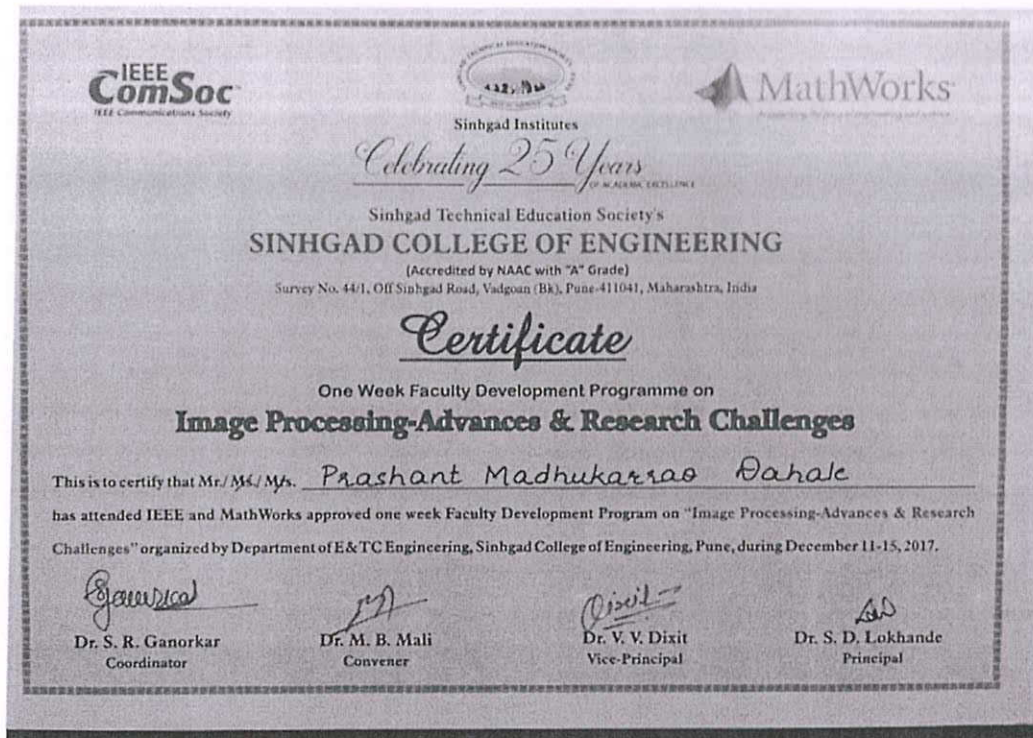 IEEE
ComSoc
IEEE Communications Society
MathWorks
Sinhgad Institutes
Celebrating 25 Years
OF ACADEMIC EXCELLENCE
Sinhgad Technical Education Society's
SINHGAD COLLEGE OF ENGINEERING
(Accredited by NAAC with "A" Grade)
Survey No. 44/1, Off Sinhgad Road, Vadgoan (Bk), Pune-411041, Maharashtra, India
Certificate
One Week Faculty Development Programme on
Image Processing-Advances & Research Challenges
This is to certify that Mr./Ms./M/s. Prashant Madhukarrao Dahale
has attended IEEE and MathWorks approved one week Faculty Development Program on "Image Processing-Advances & Research
Challenges" organized by Department of E&TC Engineering, Sinhgad College of Engineering, Pune, during December 11-15, 2017.
Dr. S. R. Ganorkar
Coordinator
Dr. M. B. Mali
Convener
Dr. V. V. Dixit
Vice-Principal
Dr. S. D. Lokhande
Principal